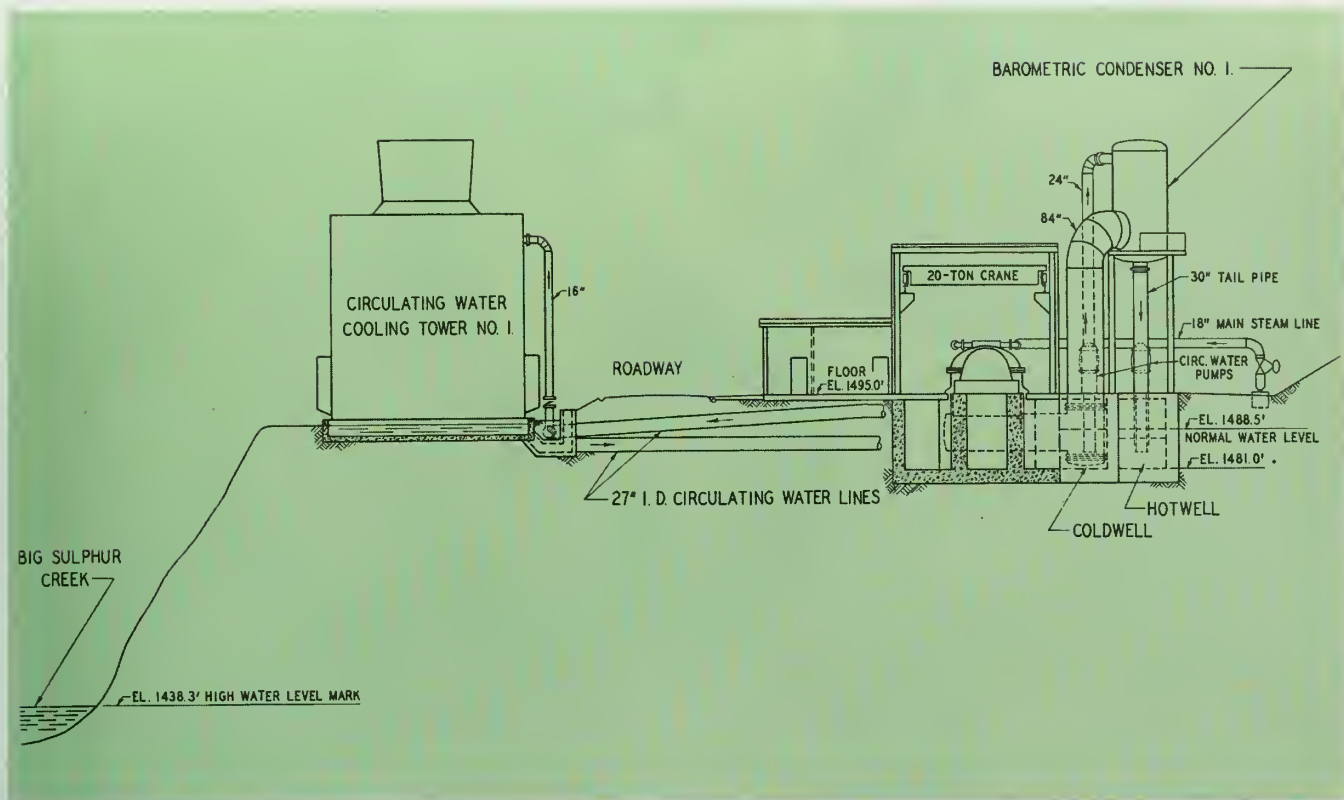 BAROMETRIC CONDENSER NO. 1.
24"
84"
20-TON CRANE
30" TAIL PIPE
CIRCULATING WATER
COOLING TOWER NO. 1.
16"
18" MAIN STEAM LINE
ROADWAY
FLOOR
EL. 1495.0'
CIRC. WATER
PUMPS
EL. 1488.5'
NORMAL WATER LEVEL
EL. 1481.0'
27" I. D. CIRCULATING WATER LINES
HOTWELL
COLDWELL
BIG SULPHUR
CREEK
EL. 1438.3' HIGH WATER LEVEL MARK